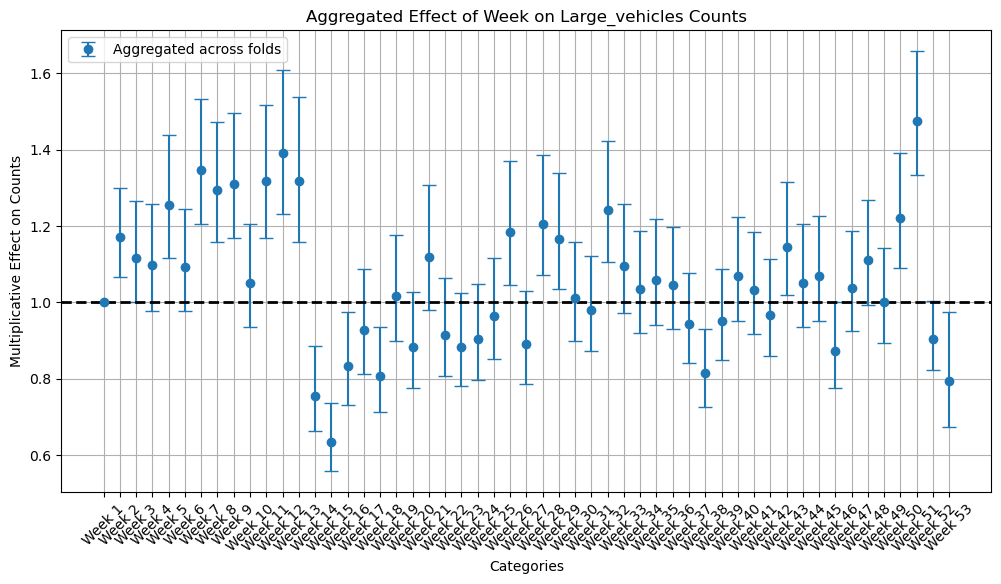 Aggregated Effect of Week on Large_vehicles Counts
Aggregated across folds
Multiplicative Effect on Counts
1.6
1.4
1.2
1.0
0.8
0.6
Week 1
Week 2
Week 3
Week 4
Week 5
Week 6
Week 7
Week 8
Week 9
Week 10
Week 11
Week 12
Week 13
Week 14
Week 15
Week 16
Week 17
Week 18
Week 19
Week 20
Week 21
Week 22
Week 23
Week 24
Week 25
Week 26
Week 27
Week 28
Week 29
Week 30
Week 31
Week 32
Week 33
Week 34
Week 35
Week 36
Week 37
Week 38
Week 39
Week 40
Week 41
Week 42
Week 43
Week 44
Week 45
Week 46
Week 47
Week 48
Week 49
Week 50
Week 51
Week 52
Week 53
Categories